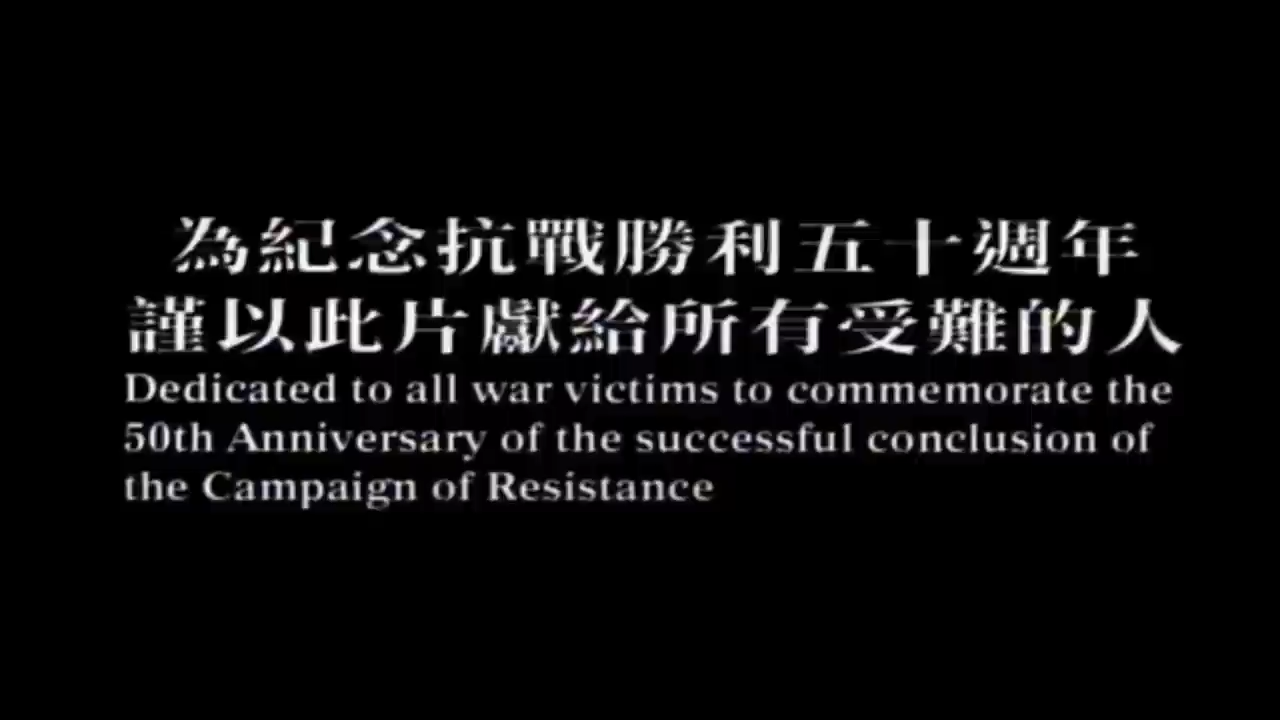 為紀念抗戰勝利五十週年
謹以此片獻給所有受難的人
Dedicated to all war victims to commemorate the
50th Anniversary of the successful conclusion of
the Campaign of Resistance